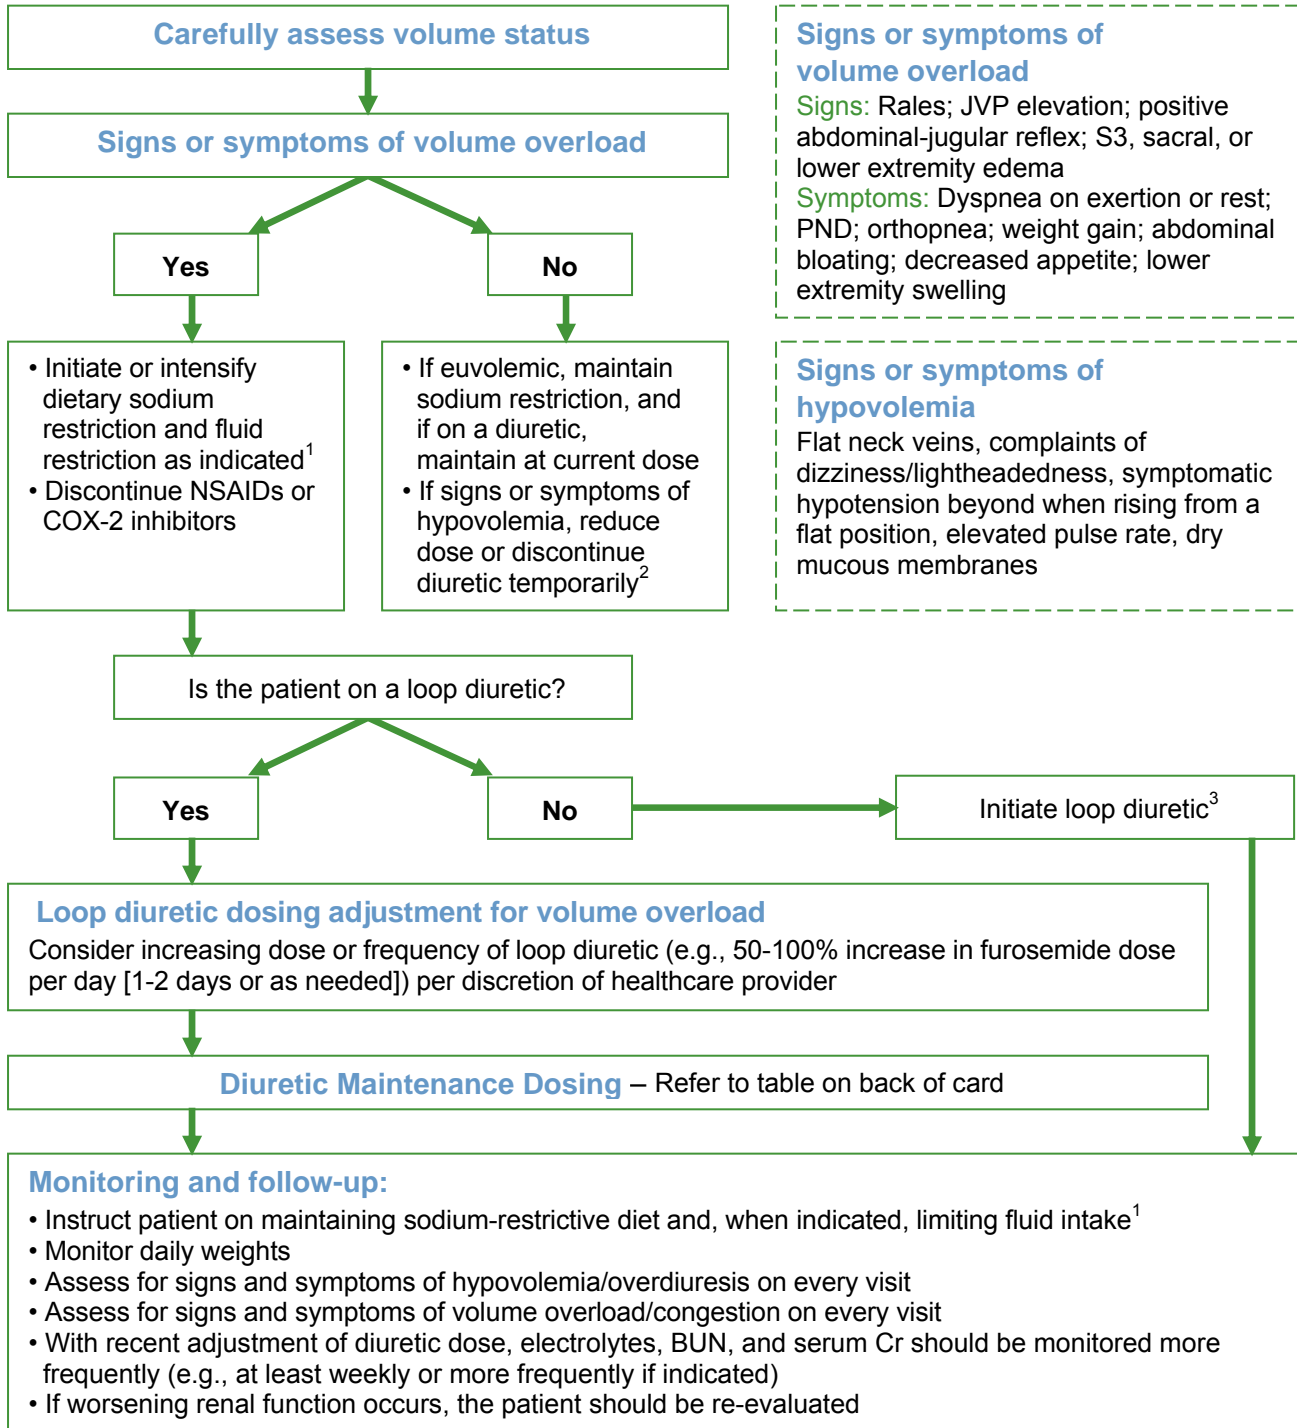 Carefully assess volume status
Signs or symptoms of volume overload
Yes
No
• Initiate or intensify
dietary sodium
restriction and fluid
restriction as indicated1
• Discontinue NSAIDs or
COX-2 inhibitors
• If euvolemic, maintain
sodium restriction, and
if on a diuretic,
maintain at current dose
• If signs or symptoms of
hypovolemia, reduce
dose or discontinue
diuretic temporarily2
Signs or symptoms of
volume overload
Signs: Rales; JVP elevation; positive
abdominal-jugular reflex; S3, sacral, or
lower extremity edema
Symptoms: Dyspnea on exertion or rest;
PND; orthopnea; weight gain; abdominal
bloating; decreased appetite; lower
extremity swelling
Signs or symptoms of
hypovolemia
Flat neck veins, complaints of
dizziness/lightheadedness, symptomatic
hypotension beyond when rising from a
flat position, elevated pulse rate, dry
mucous membranes
Is the patient on a loop diuretic?
Yes
No
Initiate loop diuretic3
Loop diuretic dosing adjustment for volume overload
Consider increasing dose or frequency of loop diuretic (e.g., 50-100% increase in furosemide dose
per day [1-2 days or as needed]) per discretion of healthcare provider
Diuretic Maintenance Dosing – Refer to table on back of card
Monitoring and follow-up:
• Instruct patient on maintaining sodium-restrictive diet and, when indicated, limiting fluid intake1
• Monitor daily weights
• Assess for signs and symptoms of hypovolemia/overdiuresis on every visit
• Assess for signs and symptoms of volume overload/congestion on every visit
• With recent adjustment of diuretic dose, electrolytes, BUN, and serum Cr should be monitored more
frequently (e.g., at least weekly or more frequently if indicated)
• If worsening renal function occurs, the patient should be re-evaluated